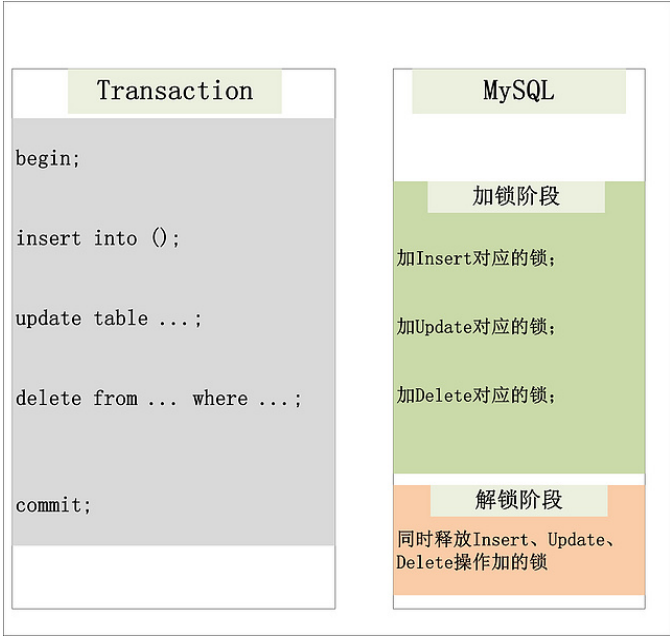 Transaction
begin;
insert into ();
update table ...;
delete from ... where ...;
commit;
MySQL
加锁阶段
加Insert对应的锁;
加Update对应的锁;
加Delete对应的锁;
解锁阶段
同时释放Insert、Update、
Delete操作加的锁